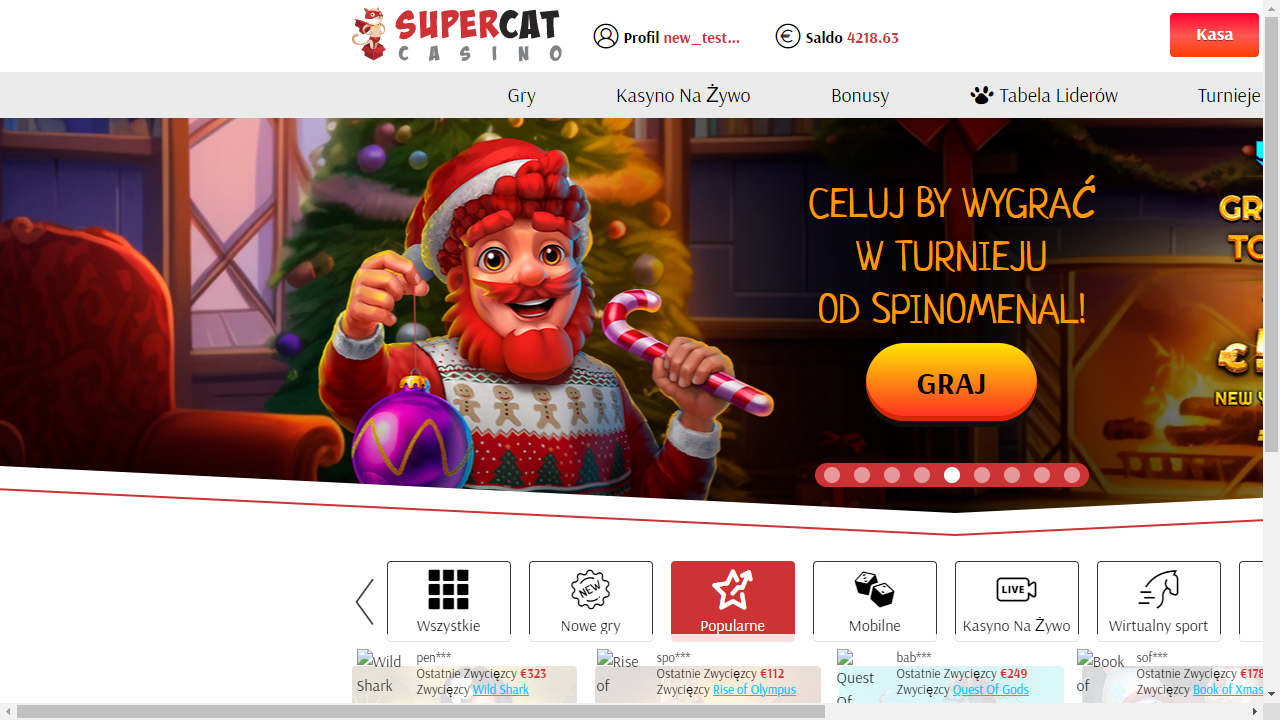 SUPERCAT
CASINO
Profil new_test...
Saldo 4218.63
Kasa
Gry
Kasyno Na Żywo
Bonusy
Tabela Liderów
Turnieje
CELUJ BY WYGRAĆ
W TURNIEJU
OD SPINOMENAL!
GRAJ
GR
TO
NEW Y
Wszystkie
NEW
Nowe gry
Popularne
Mobilne
LIVE
Kasyno Na Żywo
Wirtualny sport
Wild
Shark
pen***
Ostatnie Zwycięzcy €323
Zwycięzcy Wild Shark
Rise
of
spo***
Ostatnie Zwycięzcy €112
Zwycięzcy Rise of Olympus
Quest
Of
bab***
Ostatnie Zwycięzcy €249
Zwycięzcy Quest Of Gods
Book
of
sof***
Ostatnie Zwycięzcy €178
Zwycięzcy Book of Xmas